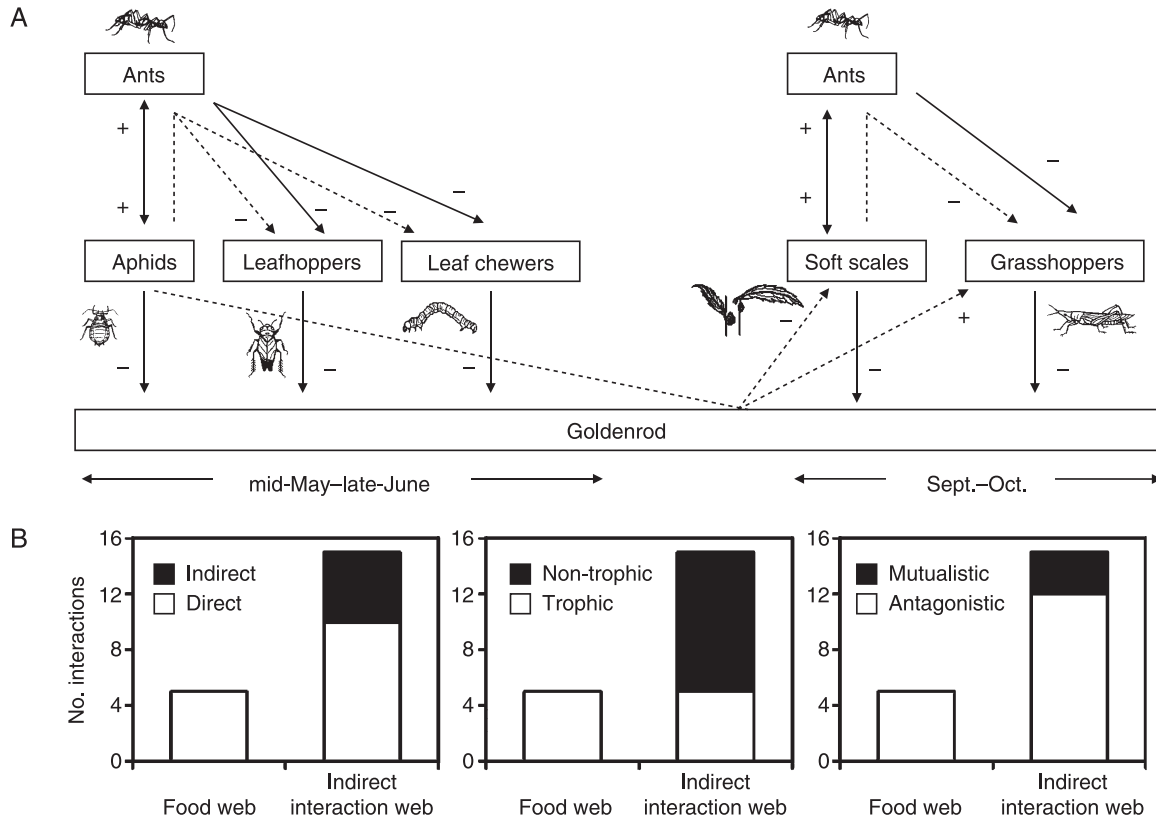 A
Ants
Ants
+
+
–
–
+
+
–
–
–
–
Aphids
Leafhoppers
Leaf chewers
Soft scales
Grasshoppers
–
+
–
–
–
–
–
Goldenrod
mid-May–late-June
Sept.–Oct.
B
No. interactions
16
12
8
4
0
Indirect
Direct
Food web
Indirect
interaction web
16
12
8
4
0
Non-trophic
Trophic
Food web
Indirect
interaction web
16
12
8
4
0
Mutualistic
Antagonistic
Food web
Indirect
interaction web